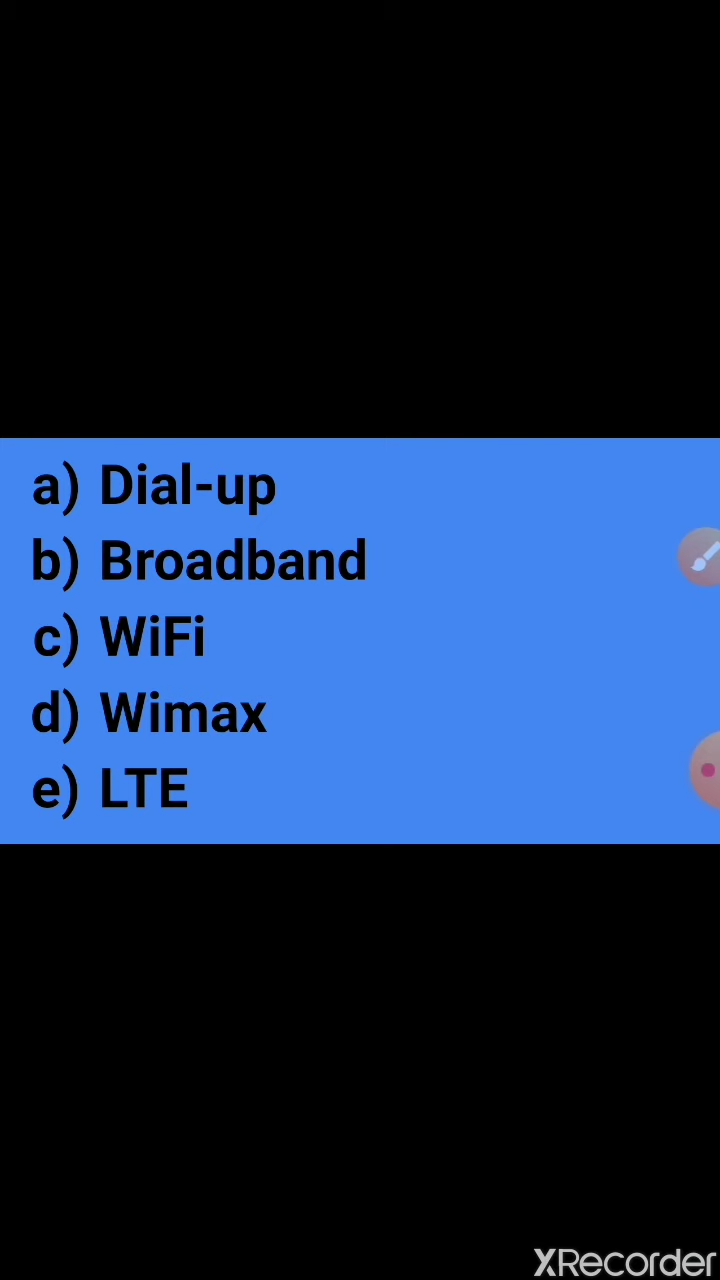 a) Dial-up
b) Broadband
c) WiFi
d) Wimax
e) LTE
XRecorder